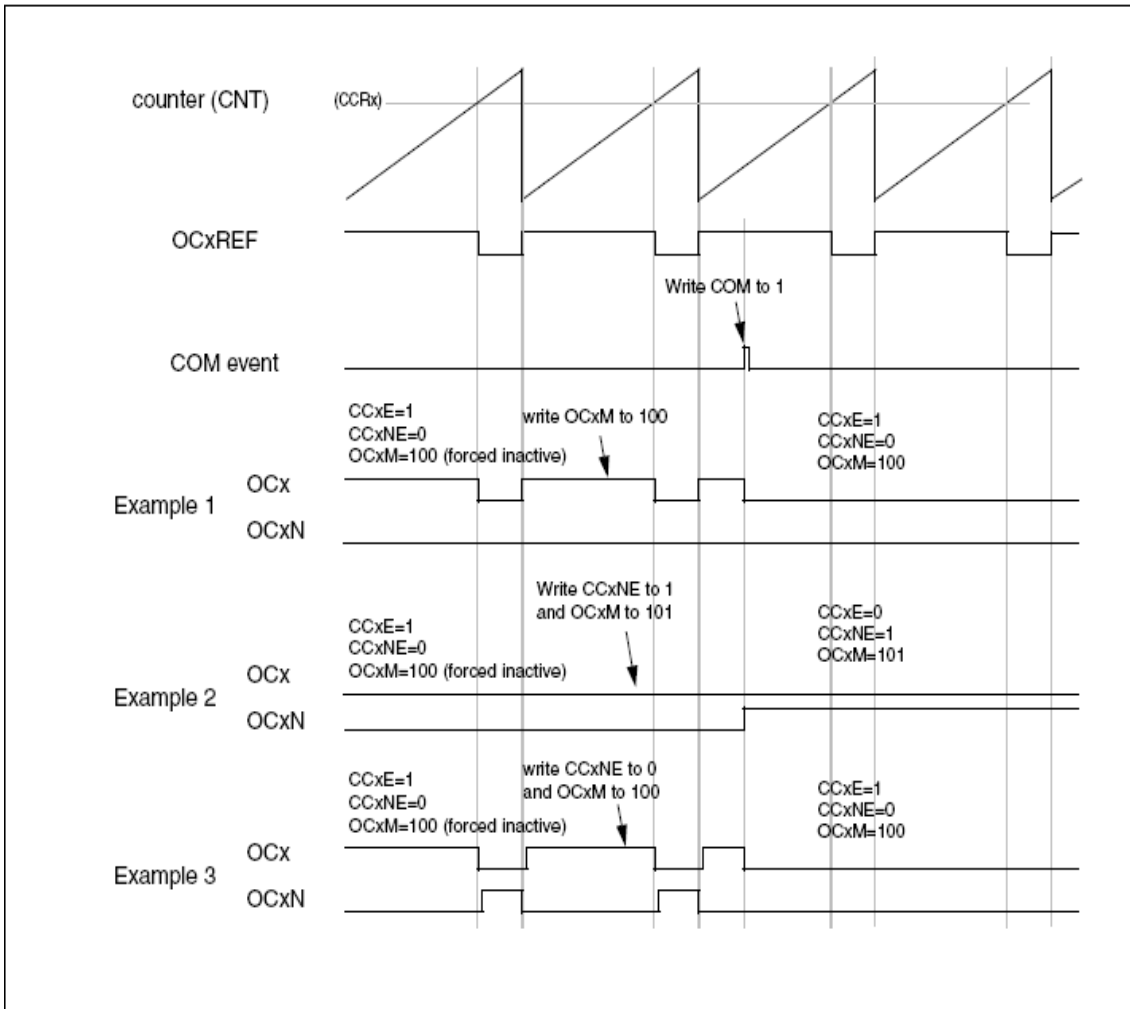 counter (CNT)
(CCRx)
OCxREF
Write COM to 1
COM event
CCxE=1
CCxNE=0
OCxM=100 (forced inactive)
write OCxM to 100
CCxE=1
CCxNE=0
OCxM=100
Example 1
OCx
OCxN
Write CCxNE to 1
and OCxM to 101
CCxE=1
CCxNE=0
OCxM=100 (forced inactive)
CCxE=0
CCxNE=1
OCxM=101
Example 2
OCx
OCxN
write CCxNE to 0
and OCxM to 100
CCxE=1
CCxNE=0
OCxM=100 (forced inactive)
CCxE=1
CCxNE=0
OCxM=100
Example 3
OCx
OCxN